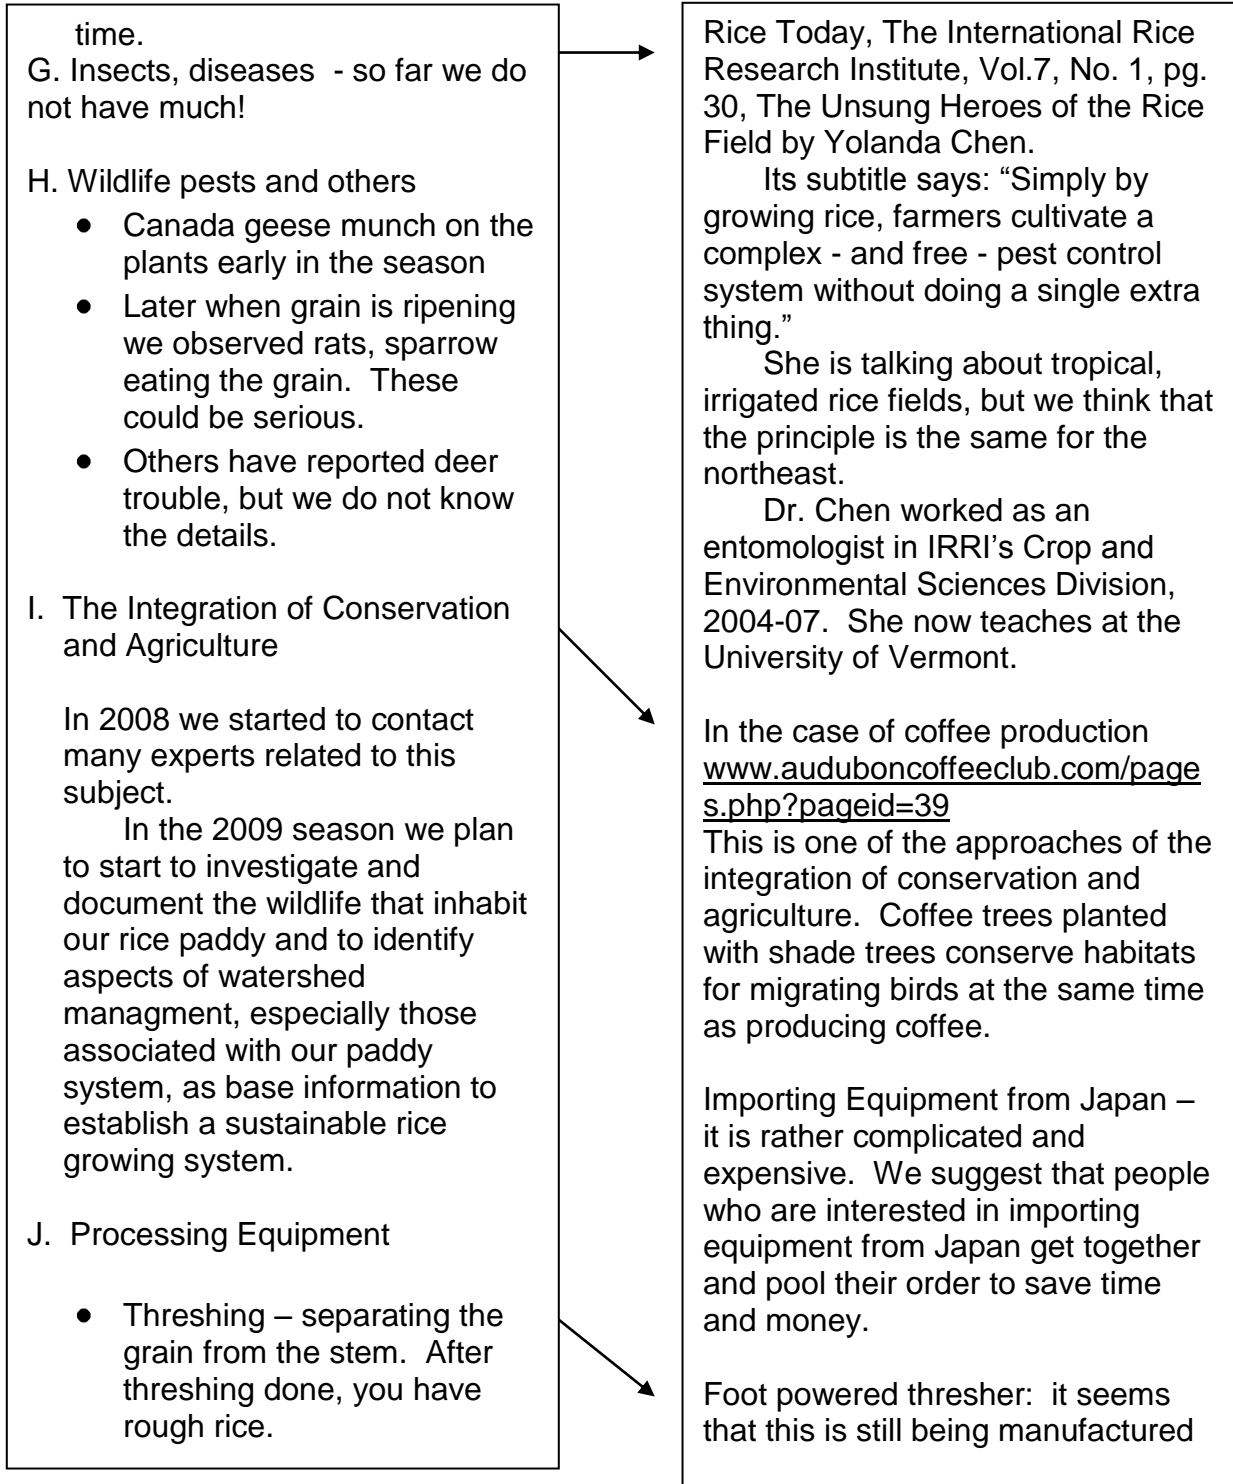 time.
G. Insects, diseases - so far we do
not have much!
H. Wildlife pests and others
• Canada geese munch on the
plants early in the season
• Later when grain is ripening
we observed rats, sparrow
eating the grain. These
could be serious.
• Others have reported deer
trouble, but we do not know
the details.
I. The Integration of Conservation
and Agriculture
In 2008 we started to contact
many experts related to this
subject.
In the 2009 season we plan
to start to investigate and
document the wildlife that inhabit
our rice paddy and to identify
aspects of watershed
managment, especially those
associated with our paddy
system, as base information to
establish a sustainable rice
growing system.
J. Processing Equipment
• Threshing – separating the
grain from the stem. After
threshing done, you have
rough rice.
Rice Today, The International Rice
Research Institute, Vol.7, No. 1, pg.
30, The Unsung Heroes of the Rice
Field by Yolanda Chen.
Its subtitle says: “Simply by
growing rice, farmers cultivate a
complex - and free - pest control
system without doing a single extra
thing.”
She is talking about tropical,
irrigated rice fields, but we think that
the principle is the same for the
northeast.
Dr. Chen worked as an
entomologist in IRRI’s Crop and
Environmental Sciences Division,
2004-07. She now teaches at the
University of Vermont.
In the case of coffee production
www.auduboncoffeeclub.com/page
s.php?pageid=39
This is one of the approaches of the
integration of conservation and
agriculture. Coffee trees planted
with shade trees conserve habitats
for migrating birds at the same time
as producing coffee.
Importing Equipment from Japan –
it is rather complicated and
expensive. We suggest that people
who are interested in importing
equipment from Japan get together
and pool their order to save time
and money.
Foot powered thresher: it seems
that this is still being manufactured